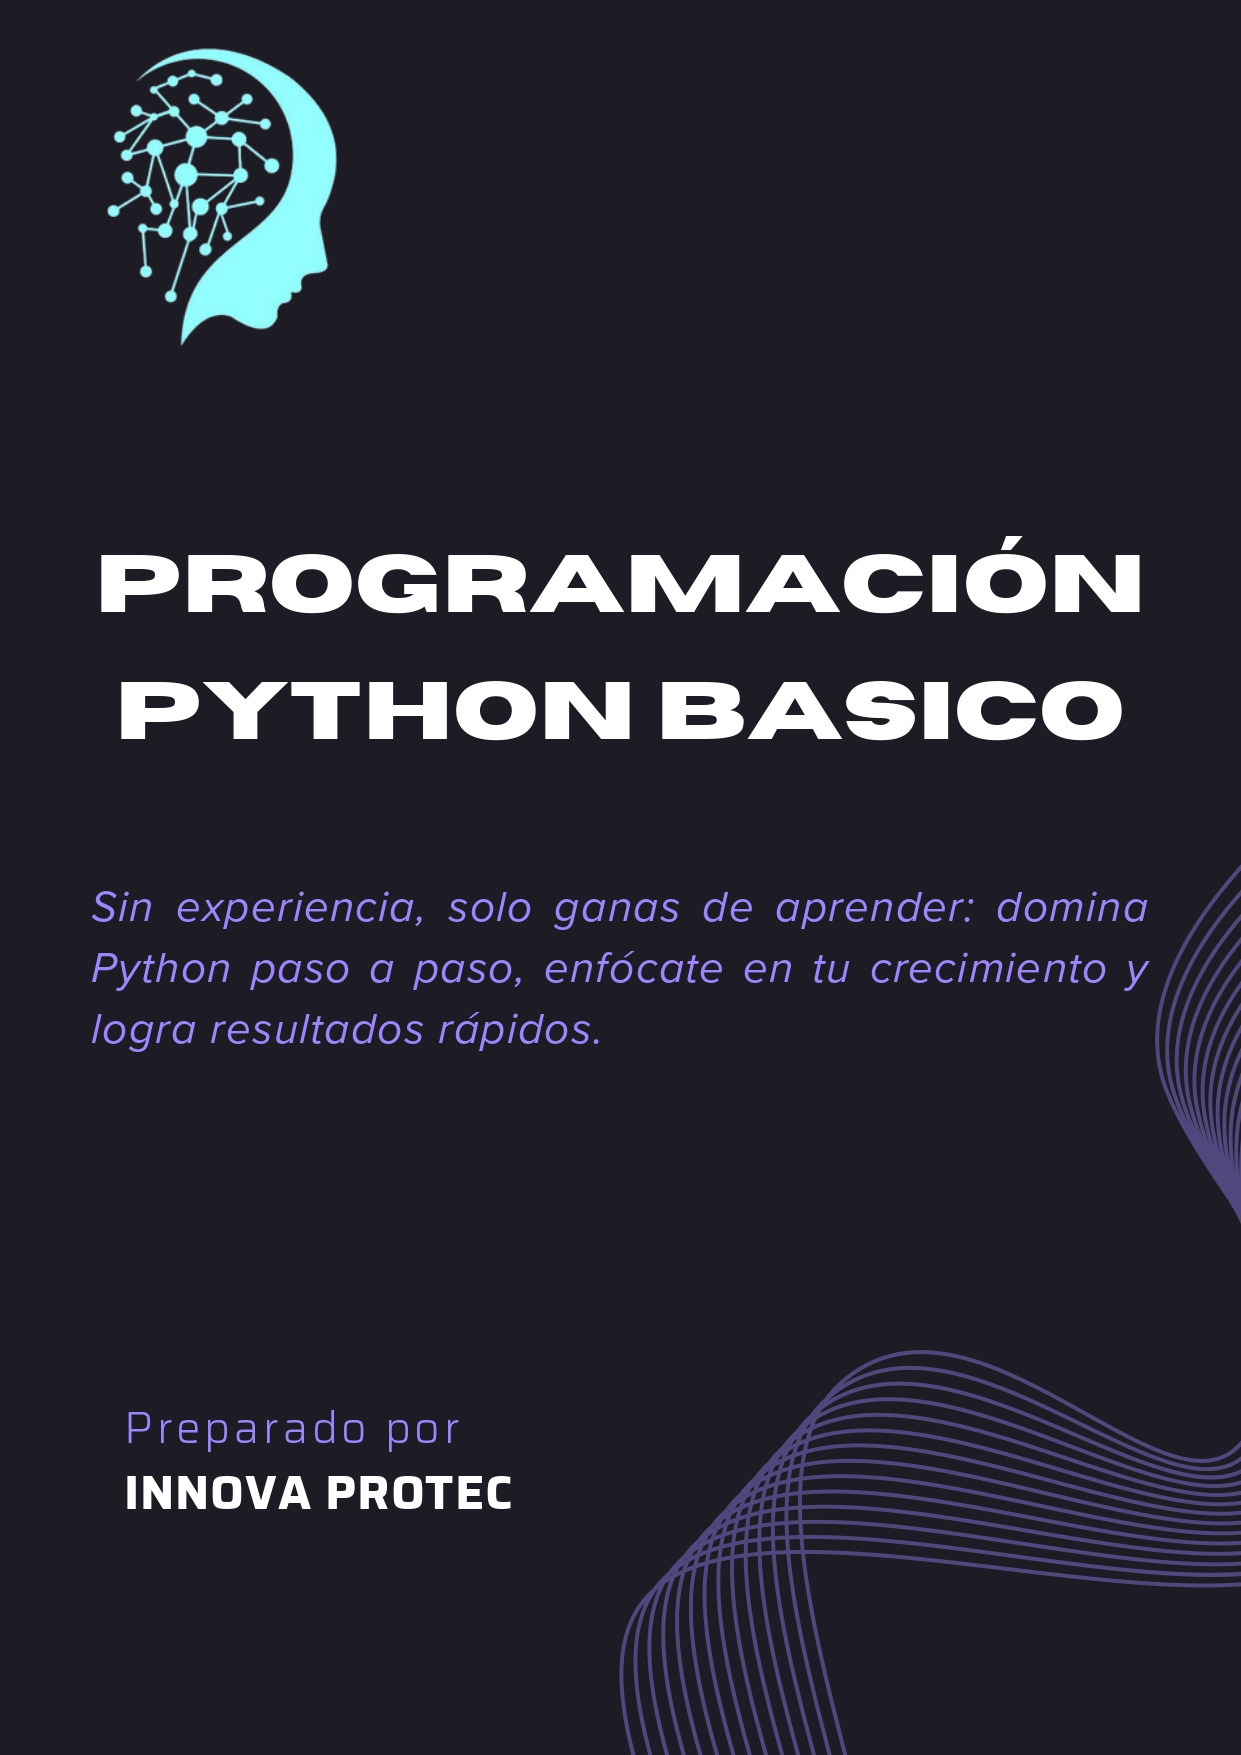 PROGRAMACIÓN
PYTHON BASICO
Sin experiencia, solo ganas de aprender: domina
Python paso a paso, enfócate en tu crecimiento y
logra resultados rápidos.
Preparado por
INNOVA PROTEC